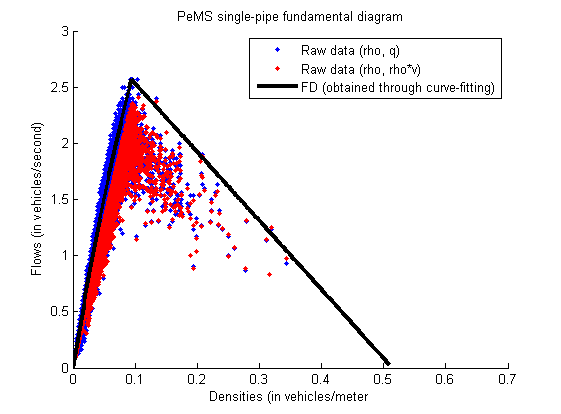 PeMS single-pipe fundamental diagram
Raw data (rho, q)
Raw data (rho, rho*v)
FD (obtained through curve-fitting)
Flows (in vehicles/second)
3
2.5
2
1.5
1
0.5
0
0 0.1 0.2 0.3 0.4 0.5 0.6 0.7
Densities (in vehicles/meter